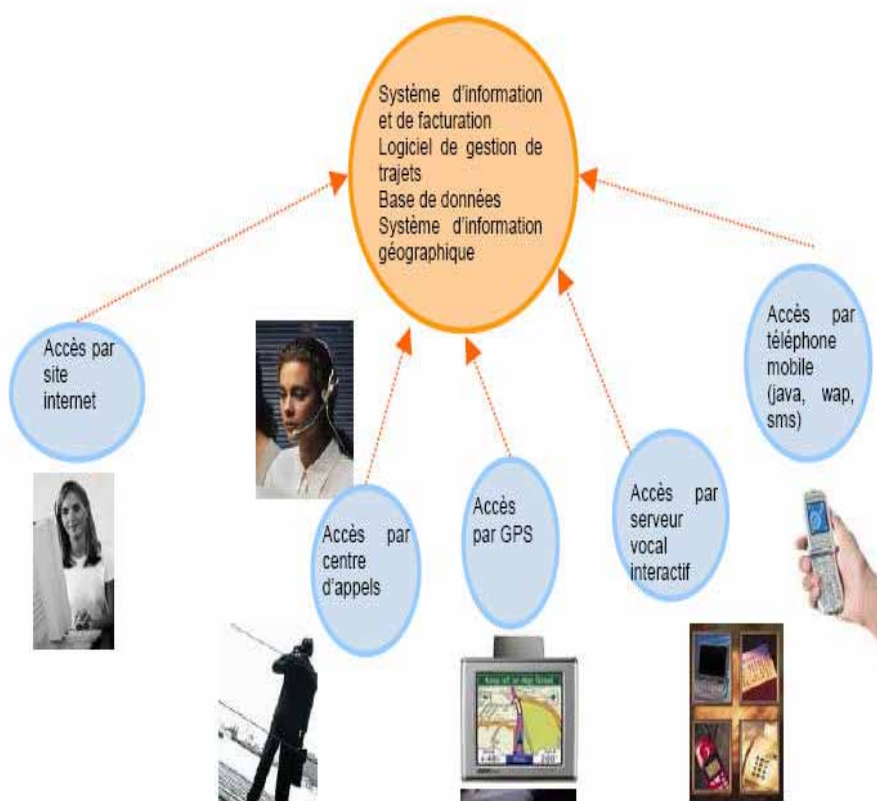 Système d'information
et de facturation
Logiciel de gestion de
trajets
Base de données
Système d'information
géographique
Accès par
site
internet
Accès par
téléphone
mobile
(java, wap,
sms)
Accès par
centre
d'appels
Accès
par GPS
Accès par
serveur
vocal
interactif